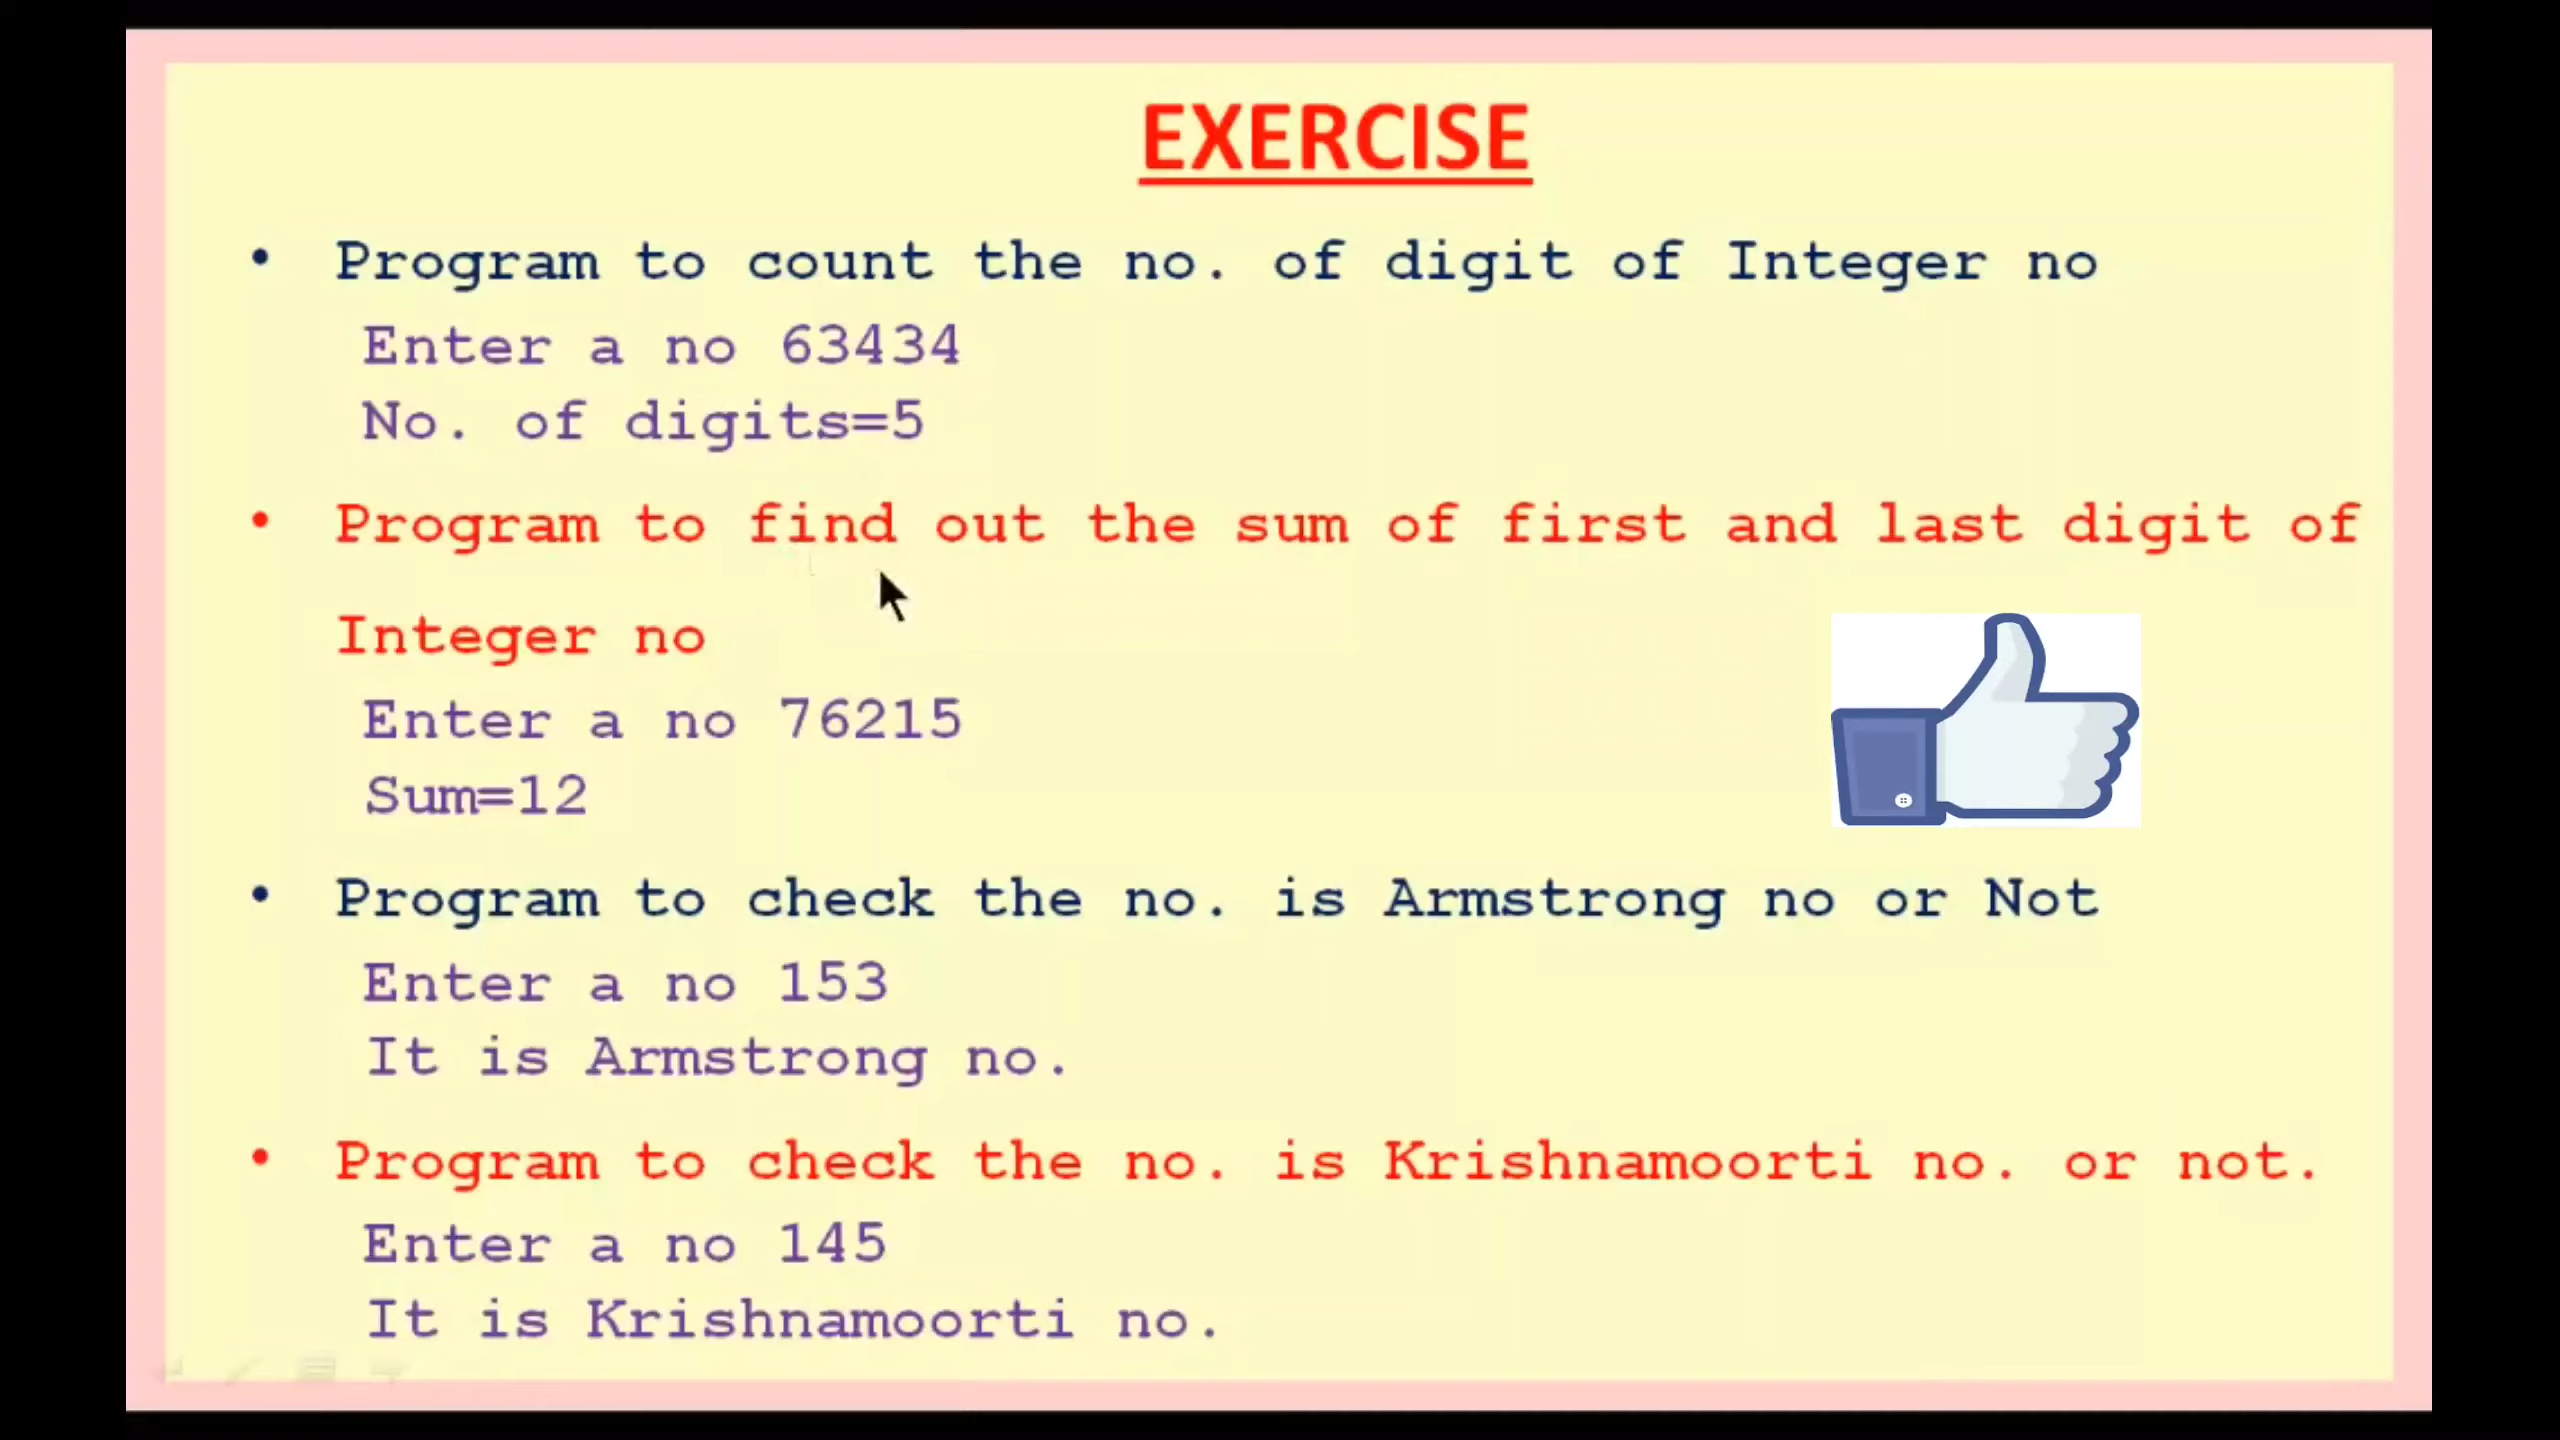 EXERCISE
• Program to count the no. of digit of Integer no
Enter a no 63434
No. of digits=5
• Program to find out the sum of first and last digit of
Integer no
Enter a no 76215
Sum=12
• Program to check the no. is Armstrong no or Not
Enter a no 153
It is Armstrong no.
• Program to check the no. is Krishnamoorti no. or not.
Enter a no 145
It is Krishnamoorti no.